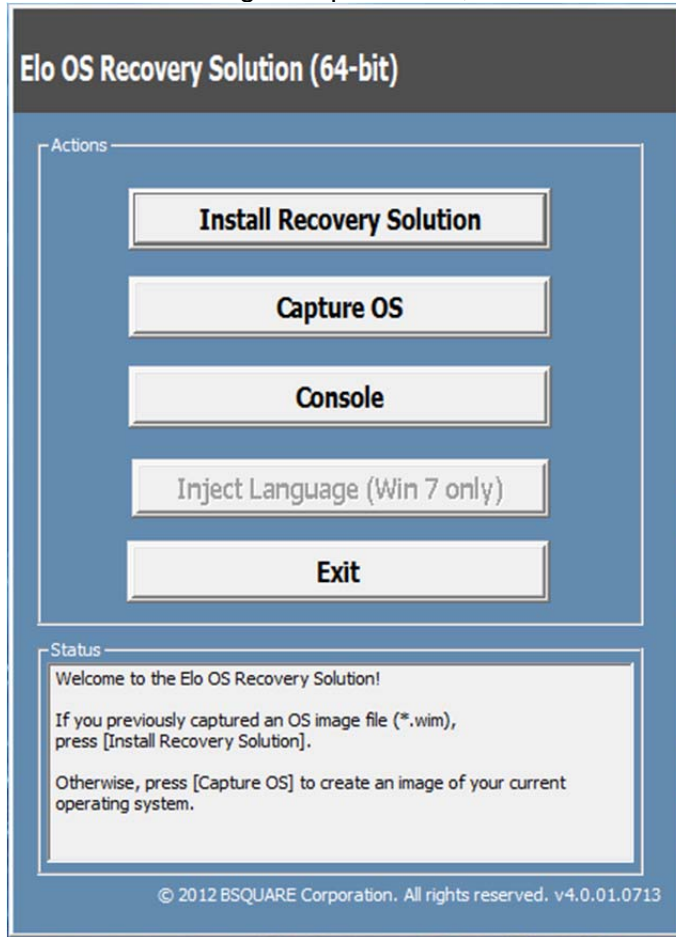 Elo OS Recovery Solution (64-bit)
Actions
Install Recovery Solution
Capture OS
Console
Inject Language (Win 7 only)
Exit
Status
Welcome to the Elo OS Recovery Solution!
If you previously captured an OS image file (*.wim),
press [Install Recovery Solution].
Otherwise, press [Capture OS] to create an image of your current
operating system.
© 2012 BSQUARE Corporation. All rights reserved. v4.0.01.0713